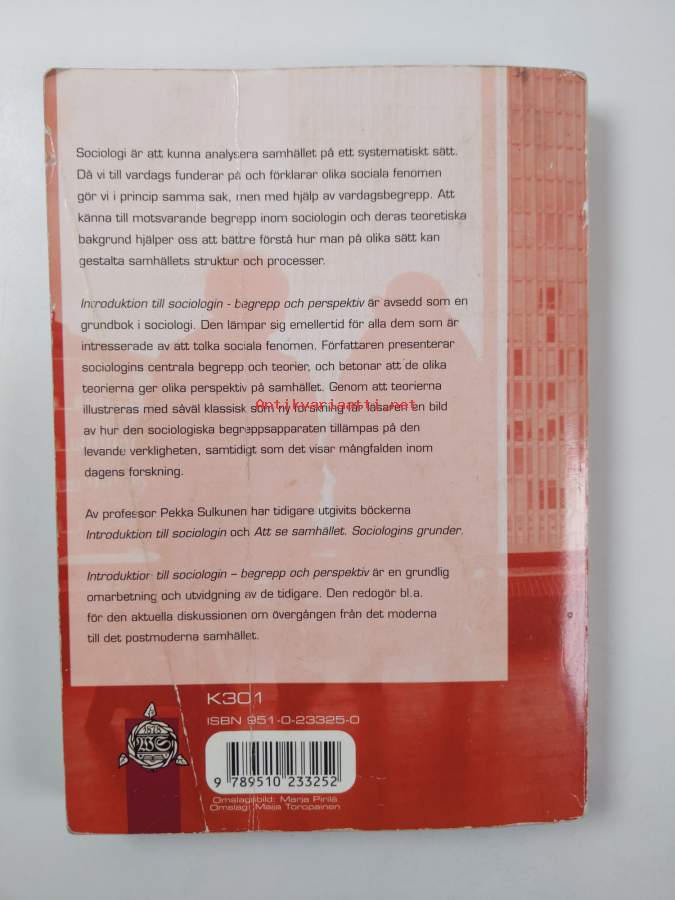 Sociologi är att kunna analysera samhället på ett systematiskt sätt.
Då vi till vardags funderar på och förklarar olika sociala fenomen
gör vi i princip samma sak, men med hjälp av vardagsbegrepp. Att
känna till motsvarande begrepp inom sociologin och deras teoretiska
bakgrund hjälper oss att bättre förstå hur man på olika sätt kan
gestalta samhällets struktur och processer.
Introduktion till sociologin - begrepp och perspektiv är avsedd som en
grundbok i sociologi. Den lämpar sig emellertid för alla dem som är
intresserade av att tolka sociala fenomen. Författaren presenterar
sociologins centrala begrepp och teorier, och betonar att de olika
teorierna ger olika perspektiv på samhället. Genom att teorierna
illustreras med såväl klassisk som ny forskning får läsaren en bild
Antikvariantti.net
av hur den sociologiska begreppsapparaten tillämpas på den
levande verkligheten, samtidigt som det visar mångfalden inom
dagens forskning.
Av professor Pekka Sulkunen har tidigare utgivits böckerna
Introduktion till sociologin och Att se samhället. Sociologins grunder.
Introduktion till sociologin – begrepp och perspektiv är en grundlig
omarbetning och utvidgning av de tidigare. Den redogör bl.a.
för den aktuella diskussionen om övergången från det moderna
till det postmoderna samhället.
K301
ISBN 951-0-23325-0
9 789510 233252
Omslagsbild: Marja Pirilä
Omslag: Maija Toropainen